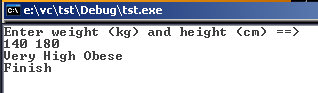 e:\vc\tst\Debug\tst.exe
Enter weight (kg) and height (cm) ==>
140 180
Very High Obese
Finish